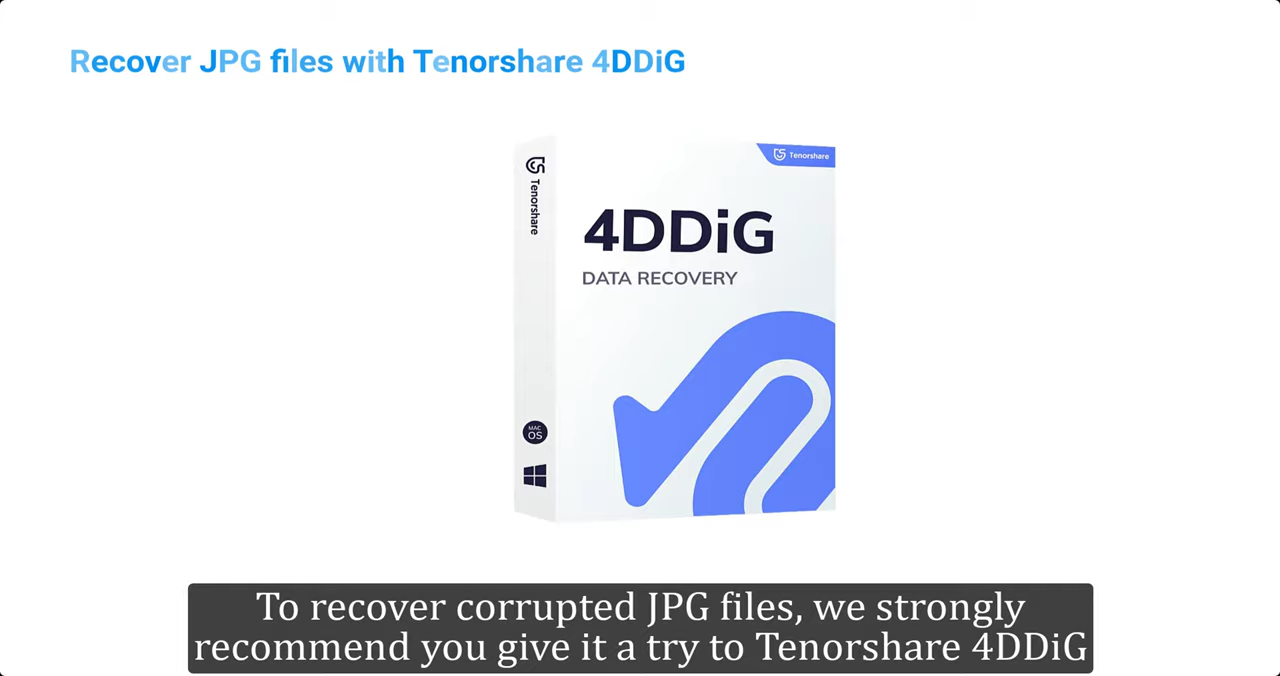 Recover JPG files with Tenorshare 4DDiG
Tenorshare
Tenorshare
4DDiG
DATA RECOVERY
MAC
OS
To recover corrupted JPG files, we strongly
recommend you give it a try to Tenorshare 4DDiG